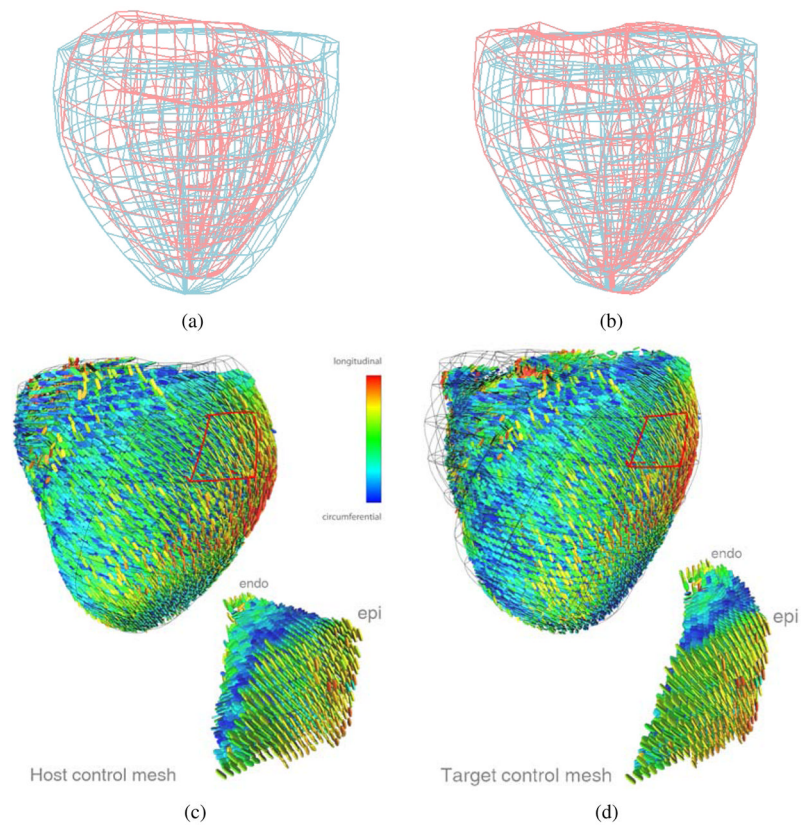 (a)
(b)
longitudinal
circumferential
endo
epi
endo
epi
Host control mesh
Target control mesh
(c)
(d)